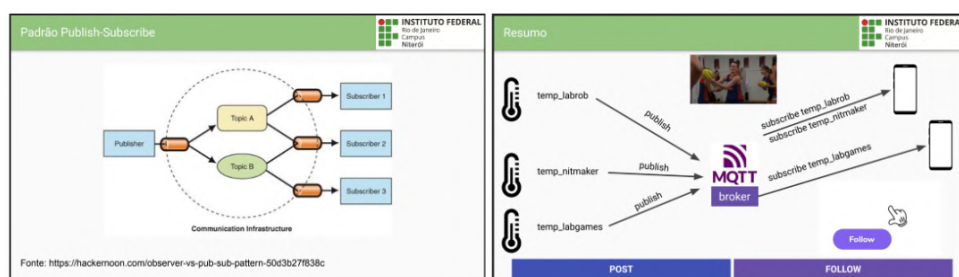 Padrão Publish-Subscribe
INSTITUTO FEDERAL
Rio de Janeiro
Campus
Niterói
Publisher
Topic A
Topic B
Subscriber 1
Subscriber 2
Subscriber 3
Communication Infrastructure
Fonte: https://hackernoon.com/observer-vs-pub-sub-pattern-50d3b27f838c
Resumo
INSTITUTO FEDERAL
Rio de Janeiro
Campus
Niterói
temp_labrob
publish
subscribe temp_labrob
subscribe temp_nitmaker
temp_nitmaker
publish
MQTT
broker
subscribe temp_labgames
temp_labgames
publish
Follow
POST
FOLLOW